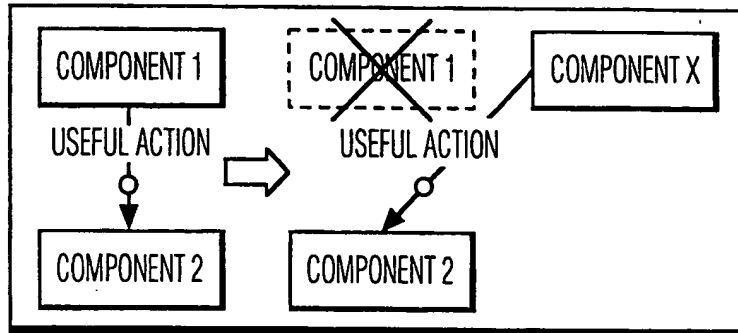 COMPONENT 1
COMPONENT 1
COMPONENT X
USEFUL ACTION
USEFUL ACTION
COMPONENT 2
COMPONENT 2